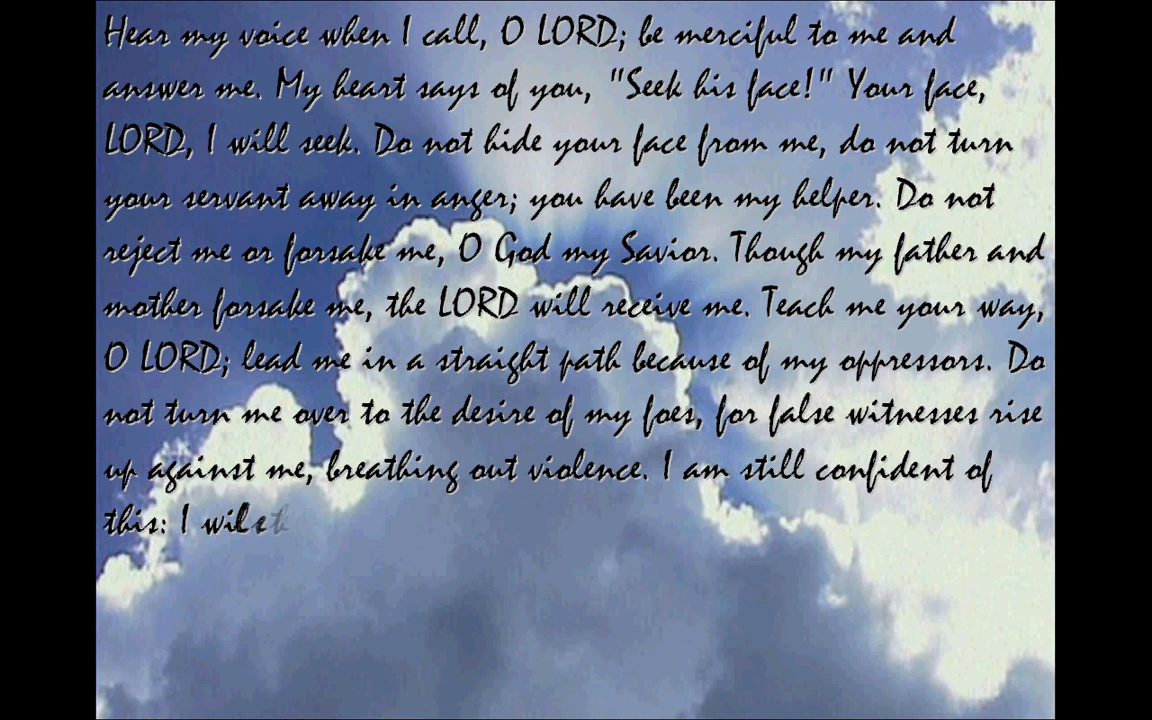 Hear my voice when I call, O LORD; be merciful to me and
answer me. My heart says of you, "Seek his face!" Your face,
LORD, I will seek. Do not hide your face from me, do not turn
your servant away in anger; you have been my helper. Do not
reject me or forsake me, O God my Savior. Though my father and
mother forsake me, the LORD will receive me. Teach me your way,
O LORD; lead me in a straight path because of my oppressors. Do
not turn me over to the desire of my foes, for false witnesses rise
up against me, breathing out violence. I am still confident of
this: I